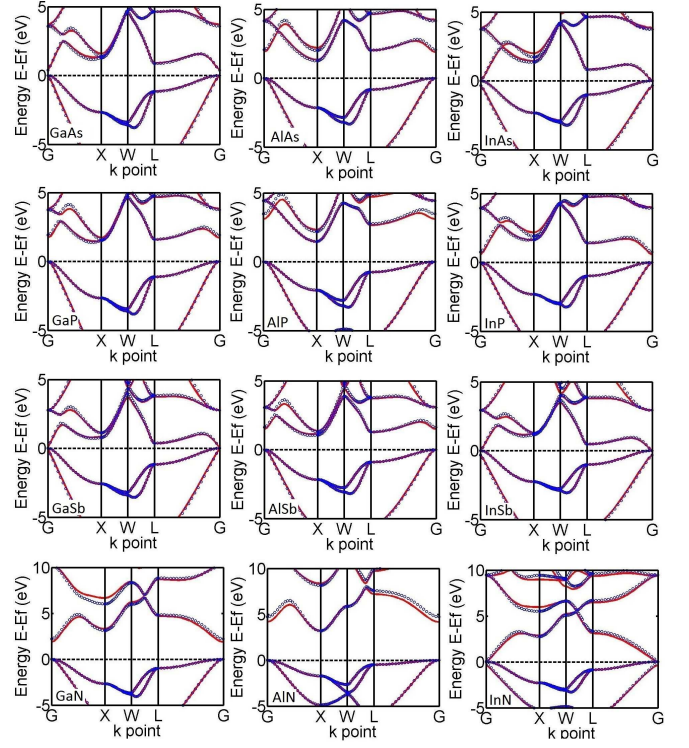 Energy E-Ef (eV)
5
0
-5
GaAs
G X W L G
k point
Energy E-Ef (eV)
5
0
-5
AlAs
G X W L G
k point
Energy E-Ef (eV)
5
0
-5
InAs
G X W L G
k point
Energy E-Ef (eV)
5
0
-5
GaP
G X W L G
k point
Energy E-Ef (eV)
5
0
-5
AlP
G X W L G
k point
Energy E-Ef (eV)
5
0
-5
InP
G X W L G
k point
Energy E-Ef (eV)
5
0
-5
GaSb
G X W L G
k point
Energy E-Ef (eV)
5
0
-5
AlSb
G X W L G
k point
Energy E-Ef (eV)
5
0
-5
InSb
G X W L G
k point
Energy E-Ef (eV)
10
5
0
-5
GaN
G X W L G
k point
Energy E-Ef (eV)
10
5
0
-5
AlN
G X W L G
k point
Energy E-Ef (eV)
10
5
0
-5
InN
G X W L G
k point